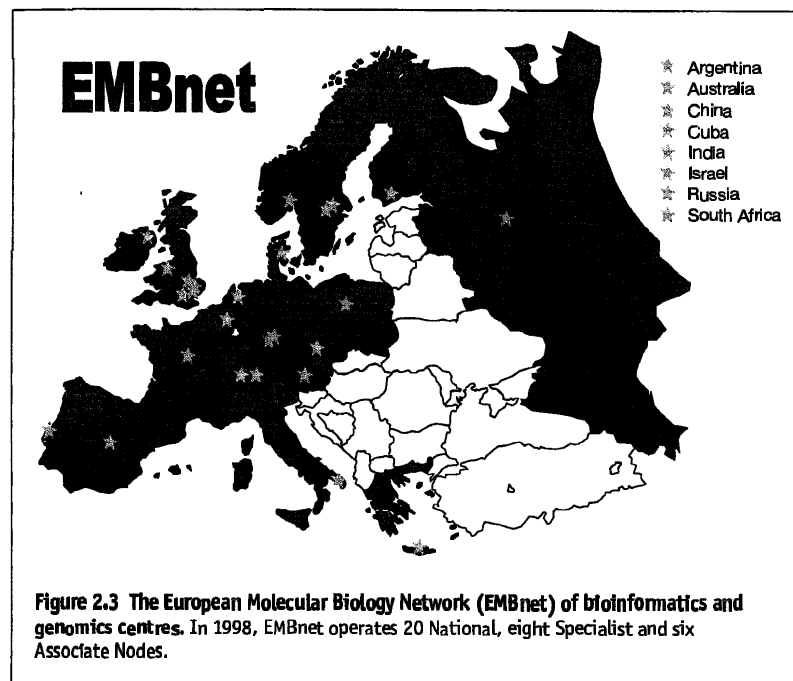 EMBnet
Argentina
Australia
China
Cuba
India
Israel
Russia
South Africa
Figure 2.3 The European Molecular Biology Network (EMBnet) of bioinformatics and
genomics centres. In 1998, EMBnet operates 20 National, eight Specialist and six
Associate Nodes.